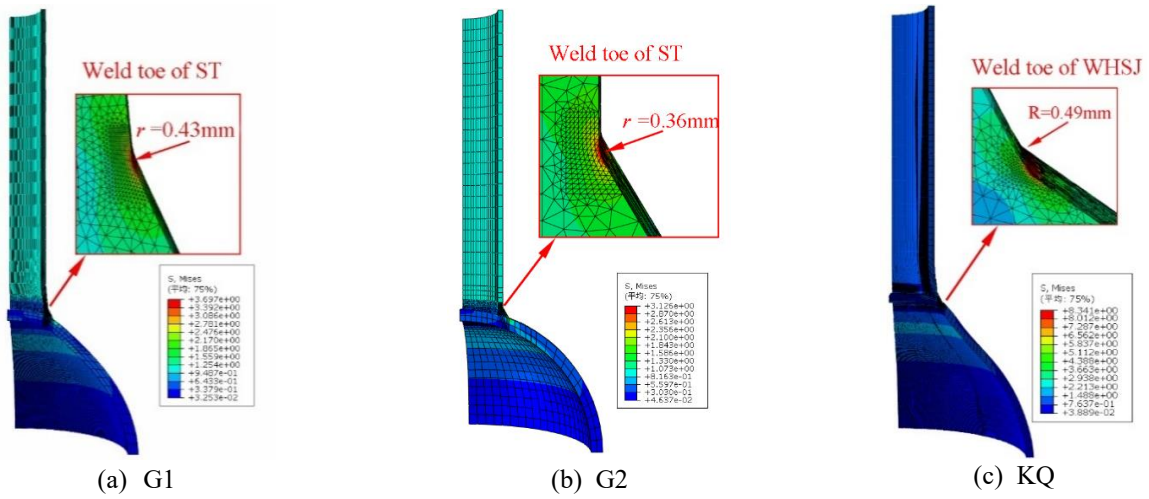 Weld toe of ST
r =0.43mm
S, Mises
(平均: 75%)
+3.697e+00
+3.392e+00
+3.086e+00
+2.781e+00
+2.476e+00
+2.170e+00
+1.865e+00
+1.559e+00
+1.254e+00
+9.487e-01
+6.433e-01
+3.379e-01
+3.253e-02
(a) G1
Weld toe of ST
r =0.36mm
S, Mises
(平均: 75%)
+3.126e+00
+2.870e+00
+2.613e+00
+2.356e+00
+2.100e+00
+1.843e+00
+1.586e+00
+1.330e+00
+1.073e+00
+8.163e-01
+5.597e-01
+3.030e-01
+4.637e-02
(b) G2
Weld toe of WHSJ
R=0.49mm
S, Mises
(平均: 75%)
+8.341e+00
+8.012e+00
+7.287e+00
+6.562e+00
+5.837e+00
+5.112e+00
+4.388e+00
+3.663e+00
+2.938e+00
+2.213e+00
+1.488e+00
+7.637e-01
+3.889e-02
(c) KQ